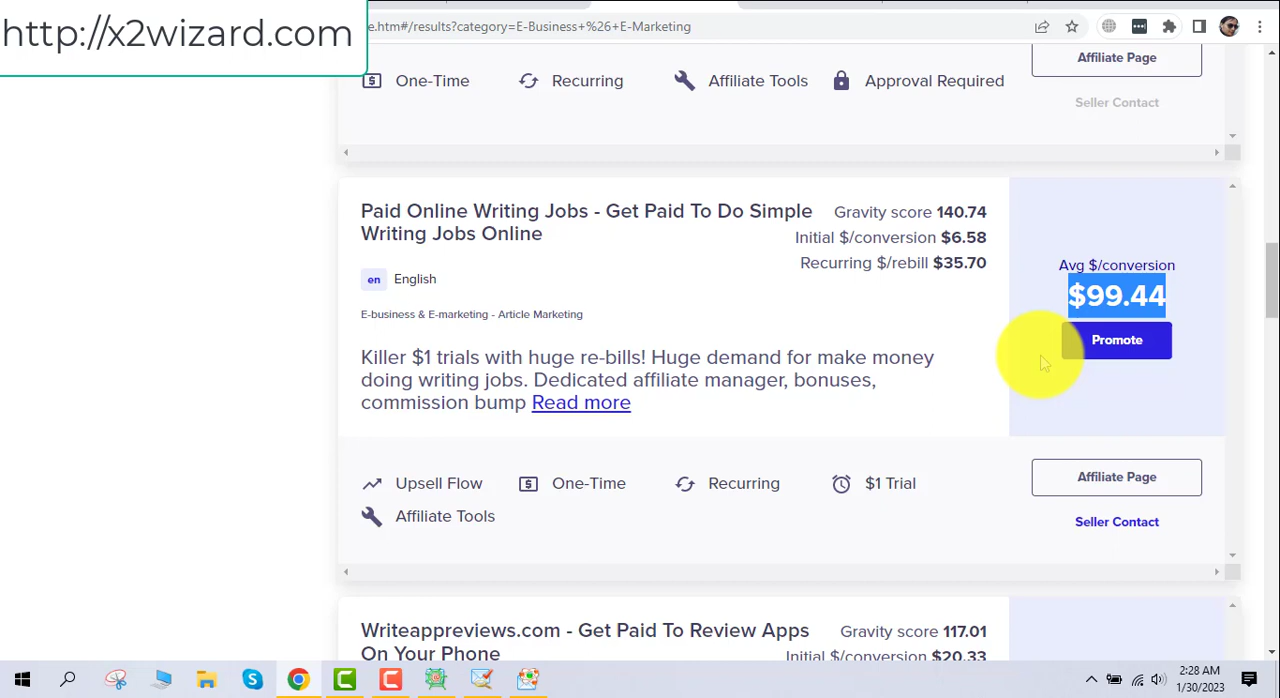 http://x2wizard.com
e.htm#/results?category=E-Business+%26+E-Marketing
One-Time
Recurring
Affiliate Tools
Approval Required
Affiliate Page
Seller Contact
Paid Online Writing Jobs - Get Paid To Do Simple
Writing Jobs Online
Gravity score 140.74
Initial $/conversion $6.58
Recurring $/rebill $35.70
en English
E-business & E-marketing - Article Marketing
Killer $1 trials with huge re-bills! Huge demand for make money
doing writing jobs. Dedicated affiliate manager, bonuses,
commission bump Read more
Avg $/conversion
$99.44
Promote
Upsell Flow
One-Time
Recurring
$1 Trial
Affiliate Tools
Affiliate Page
Seller Contact
Writeappreviews.com - Get Paid To Review Apps
On Your Phone
Gravity score 117.01
Initial $/conversion $20.33
2:28 AM
1/30/2023